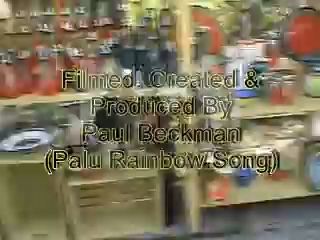 Filmed, Created &
Produced By
Paul Beckman
(Palu Rainbow Song)